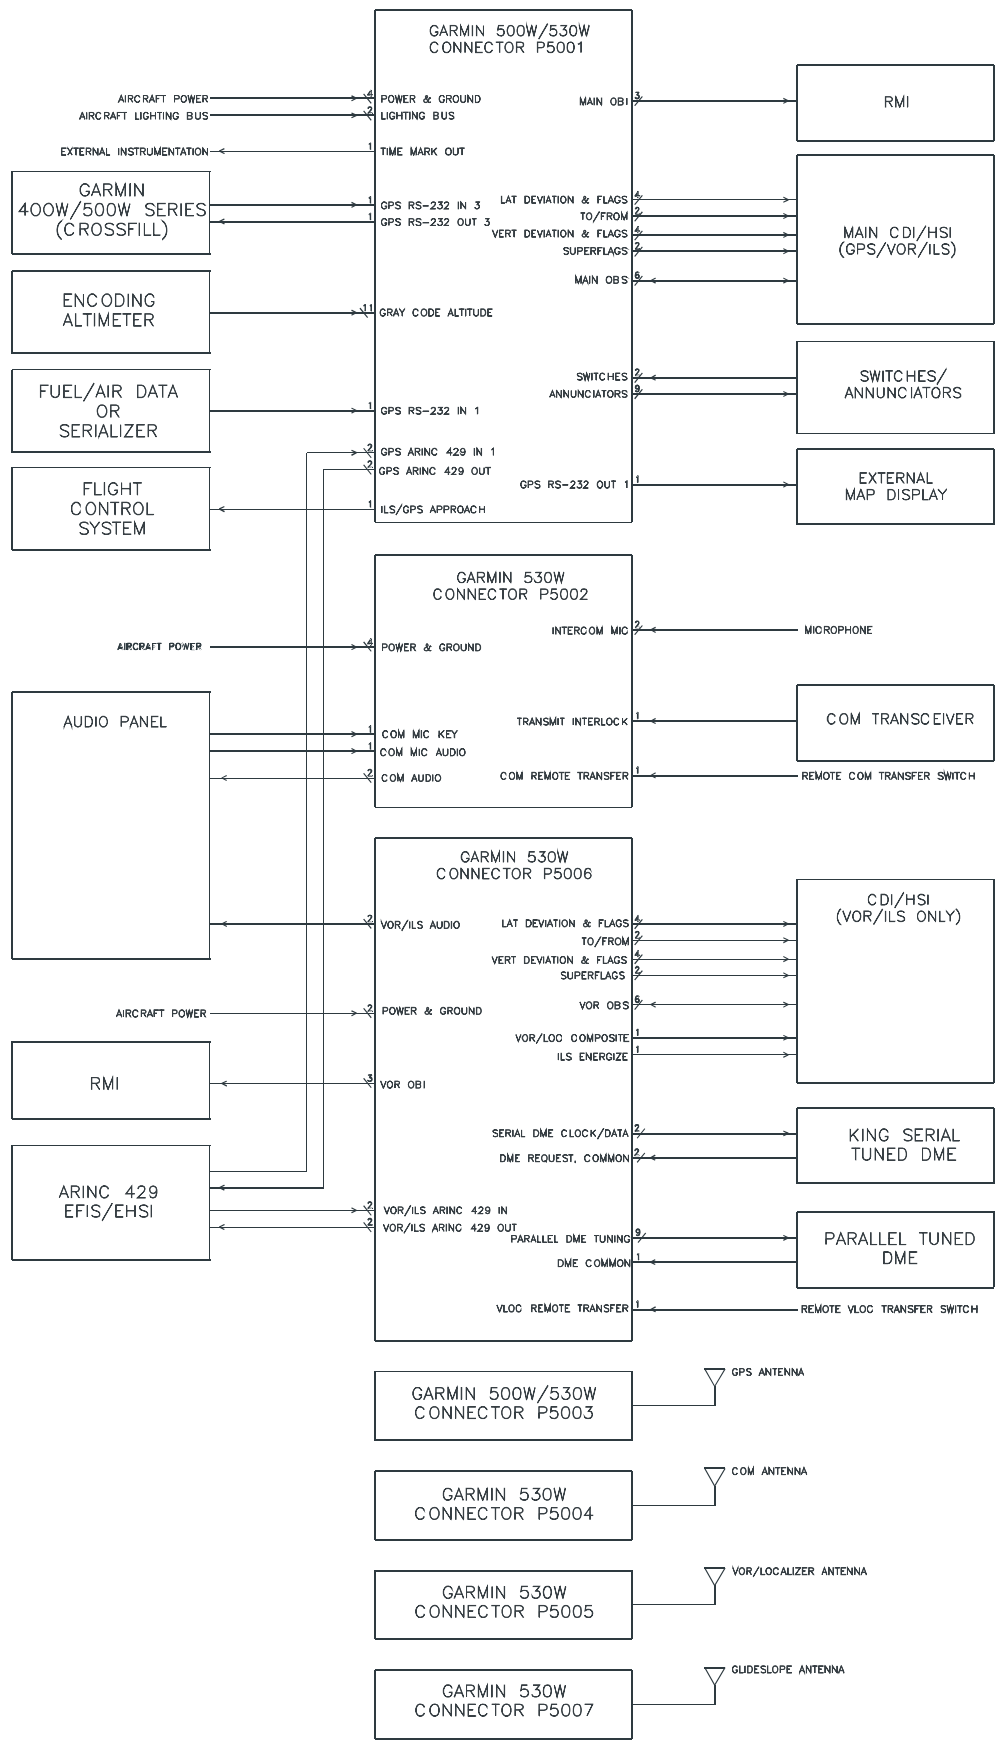 GARMIN 500W/530W
CONNECTOR P5001
AIRCRAFT POWER
4
POWER & GROUND
AIRCRAFT LIGHTING BUS
2
LIGHTING BUS
EXTERNAL INSTRUMENTATION
1
TIME MARK OUT
GARMIN
400W/500W SERIES
(CROSSFILL)
1
GPS RS-232 IN 3
1
GPS RS-232 OUT 3
ENCODING
ALTIMETER
11
GRAY CODE ALTITUDE
FUEL/AIR DATA
OR
SERIALIZER
1
GPS RS-232 IN 1
2
GPS ARINC 429 IN 1
2
GPS ARINC 429 OUT
FLIGHT
CONTROL
SYSTEM
1
ILS/GPS APPROACH
MAIN OBI
3
RMI
LAT DEVIATION & FLAGS
4
TO/FROM
2
VERT DEVIATION & FLAGS
4
SUPERFLAGS
2
MAIN OBS
6
MAIN CDI/HSI
(GPS/VOR/ILS)
SWITCHES
2
ANNUNCIATORS
9
SWITCHES/
ANNUNCIATORS
GPS RS-232 OUT 1
1
EXTERNAL
MAP DISPLAY
GARMIN 530W
CONNECTOR P5002
AIRCRAFT POWER
4
POWER & GROUND
AUDIO PANEL
1
COM MIC KEY
1
COM MIC AUDIO
2
COM AUDIO
INTERCOM MIC
2
MICROPHONE
TRANSMIT INTERLOCK
1
COM TRANSCEIVER
COM REMOTE TRANSFER
1
REMOTE COM TRANSFER SWITCH
GARMIN 530W
CONNECTOR P5006
2
VOR/ILS AUDIO
AIRCRAFT POWER
2
POWER & GROUND
RMI
3
VOR OBI
ARINC 429
EFIS/EHSI
2
VOR/ILS ARINC 429 IN
2
VOR/ILS ARINC 429 OUT
LAT DEVIATION & FLAGS
4
TO/FROM
2
VERT DEVIATION & FLAGS
4
SUPERFLAGS
2
VOR OBS
6
VOR/LOC COMPOSITE
1
ILS ENERGIZE
1
CDI/HSI
(VOR/ILS ONLY)
SERIAL DME CLOCK/DATA
2
DME REQUEST, COMMON
2
KING SERIAL
TUNED DME
PARALLEL DME TUNING
9
DME COMMON
1
PARALLEL TUNED
DME
VLOC REMOTE TRANSFER
1
REMOTE VLOC TRANSFER SWITCH
GARMIN 500W/530W
CONNECTOR P5003
GPS ANTENNA
GARMIN 530W
CONNECTOR P5004
COM ANTENNA
GARMIN 530W
CONNECTOR P5005
VOR/LOCALIZER ANTENNA
GARMIN 530W
CONNECTOR P5007
GLIDESLOPE ANTENNA